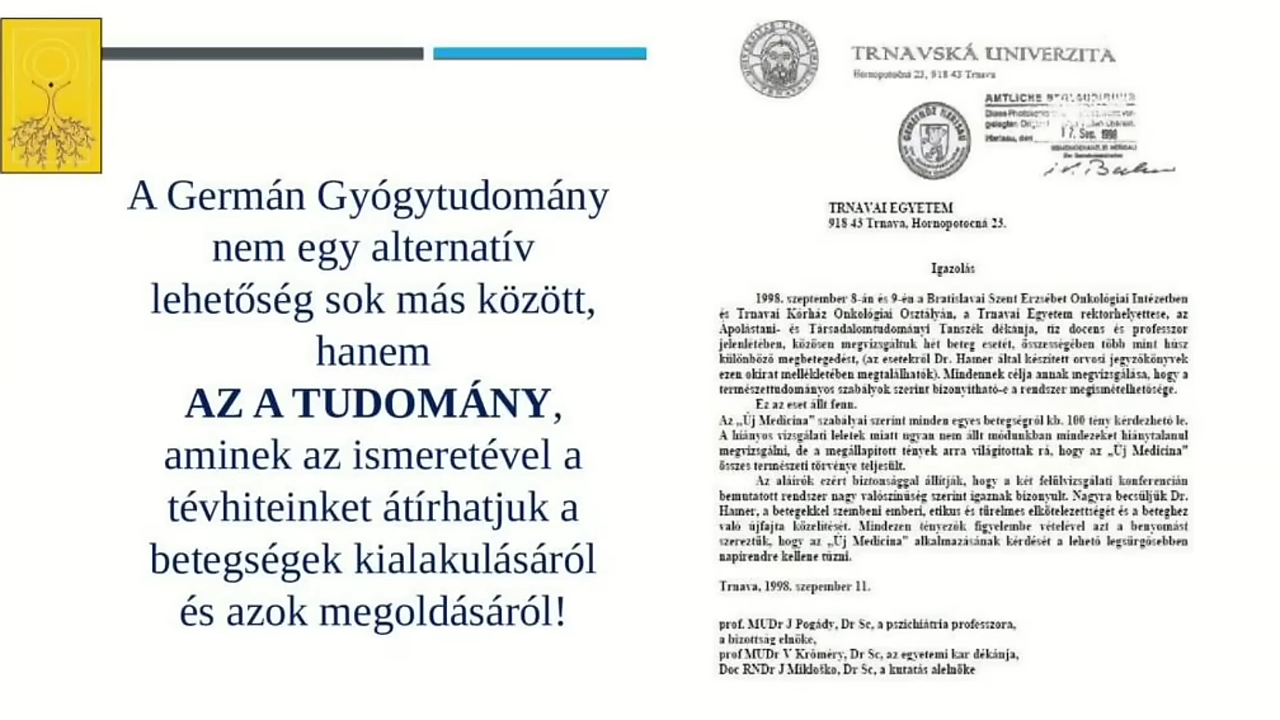 A Germán Gyógytudomány
nem egy alternatív
lehetőség sok más között,
hanem
AZ A TUDOMÁNY,
aminek az ismeretével a
tévhiteinket átírhatjuk a
betegségek kialakulásáról
és azok megoldásáról!
TRNAVSKÁ UNIVERZITA
Hornopotočná 23, 918 43 Trnava
AMTLICHE
17. Sep. 1998
TRNAVAI EGYETEM
918 43 Trnava, Hornopotocná 23.
Igazolás
1998. szeptember 8-án és 9-én a Bratislavai Szent Erzsébet Onkológiai Intézetben
és Trnavai Kórház Onkológiai Osztályán, a Trnavai Egyetem rektorhelyettese, az
Ápolástani- és Társadalomtudományi Tanszék dékánja, tíz docens és professor
jelenlétében, közösen megvizsgáltuk hét beteg esetét, összességében több mint húsz
különböző megbetegedést, (az esetekről Dr. Hamer által készített orvosi jegyzőkönyvek
ezen okirat mellékletében megtalálhatók). Mindennek célja annak megvizsgálása, hogy a
természettudományos szabályok szerint bizonyítható-e a rendszer megismételhetősége.
Ez az eset állt fenn.
Az „Új Medicina” szabályai szerint minden egyes betegségről kb. 100 tény kérdezhető le.
A hiányos vizsgálati leletek miatt ugyan nem állt módunkban mindezeket hiánytalanul
megvizsgálni, de a megállapított tények arra világítottak rá, hogy az „Új Medicina”
összes természeti törvénye teljesült.
Az aláírók ezért biztonsággal állítják, hogy a két felülvizsgálati konferencián
bemutatott rendszer nagy valószínűség szerint igaznak bizonyult. Nagyra becsüljük Dr.
Hamer, a betegekkel szembeni emberi, etikus és türelmes elkötelezettségét és a beteghez
való újfajta közelítését. Mindezen tényezők figyelembe vételével azt a benyomást
szereztük, hogy az „Új Medicina” alkalmazásának kérdését a lehető legsürgősebben
napirendre kellene tűzni.
Trnava, 1998. szepember 11.
prof. MUDr J Pogády, Dr Sc, a pszichiátria professzora,
a bizottság elnöke,
prof MUDr V Krčméry, Dr Sc, az egyetemi kar dékánja,
Doc RNDr J Mikloško, Dr Sc, a kutatás alelnöke